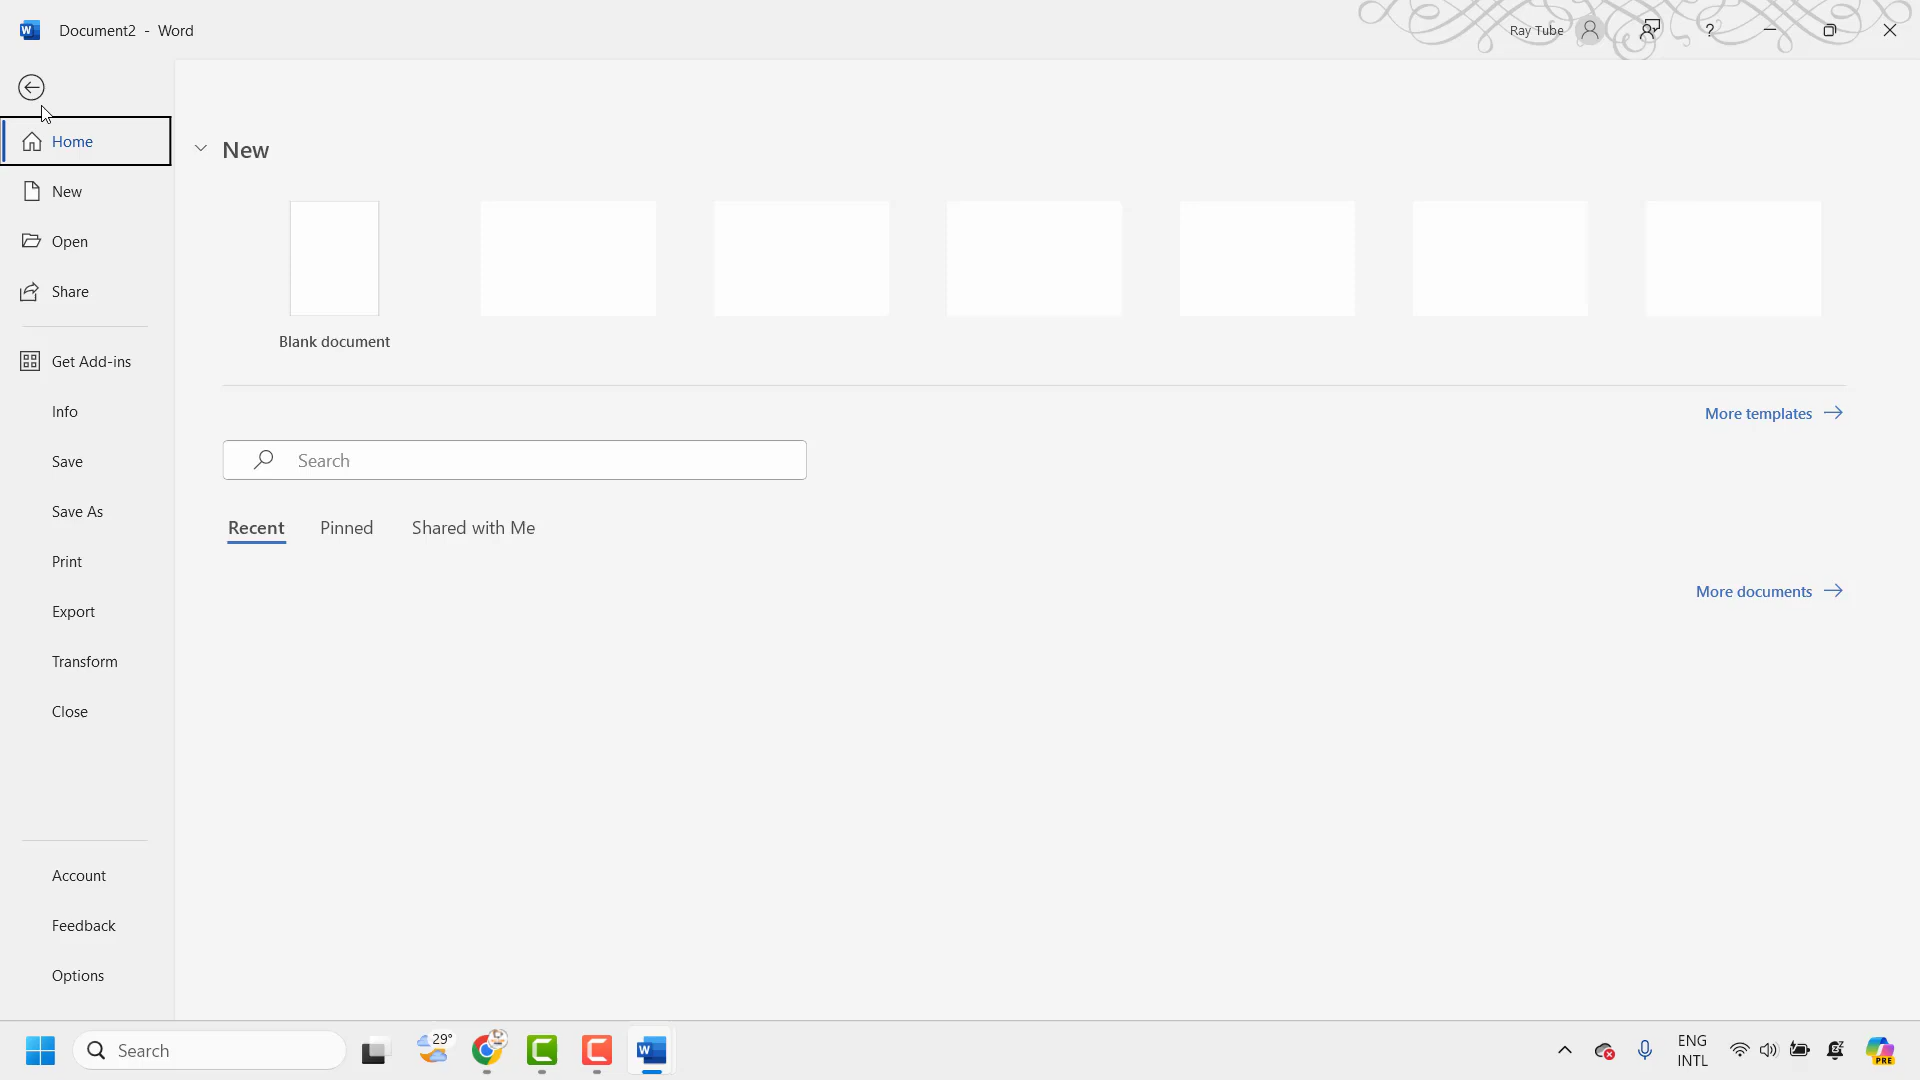 Document2 - Word
Ray Tube
?
Home
New
Open
Share
Get Add-ins
Info
Save
Save As
Print
Export
Transform
Close
Account
Feedback
Options
New
Blank document
More templates
Search
Recent Pinned Shared with Me
More documents
Search
29°
W
ENG
INTL
PRE